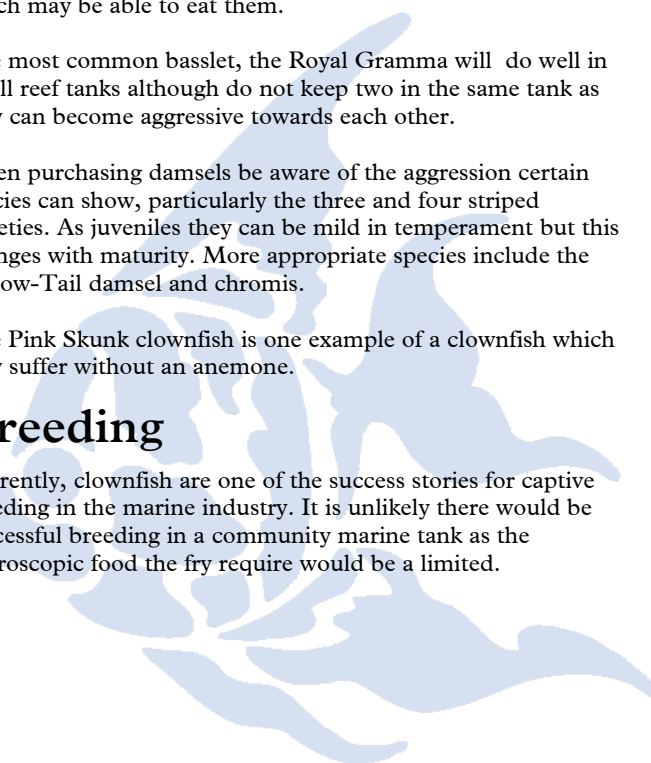 ch may be able to eat them.
most common basslet, the Royal Gramma will do well in
ll reef tanks although do not keep two in the same tank as
y can become aggressive towards each other.
en purchasing damsels be aware of the aggression certain
cies can show, particularly the three and four striped
eties. As juveniles they can be mild in temperament but this
nges with maturity. More appropriate species include the
low-Tail damsel and chromis.
e Pink Skunk clownfish is one example of a clownfish which
y suffer without an anemone.
reeding
rently, clownfish are one of the success stories for captive
eding in the marine industry. It is unlikely there would be
cessful breeding in a community marine tank as the
roscopic food the fry require would be a limited.